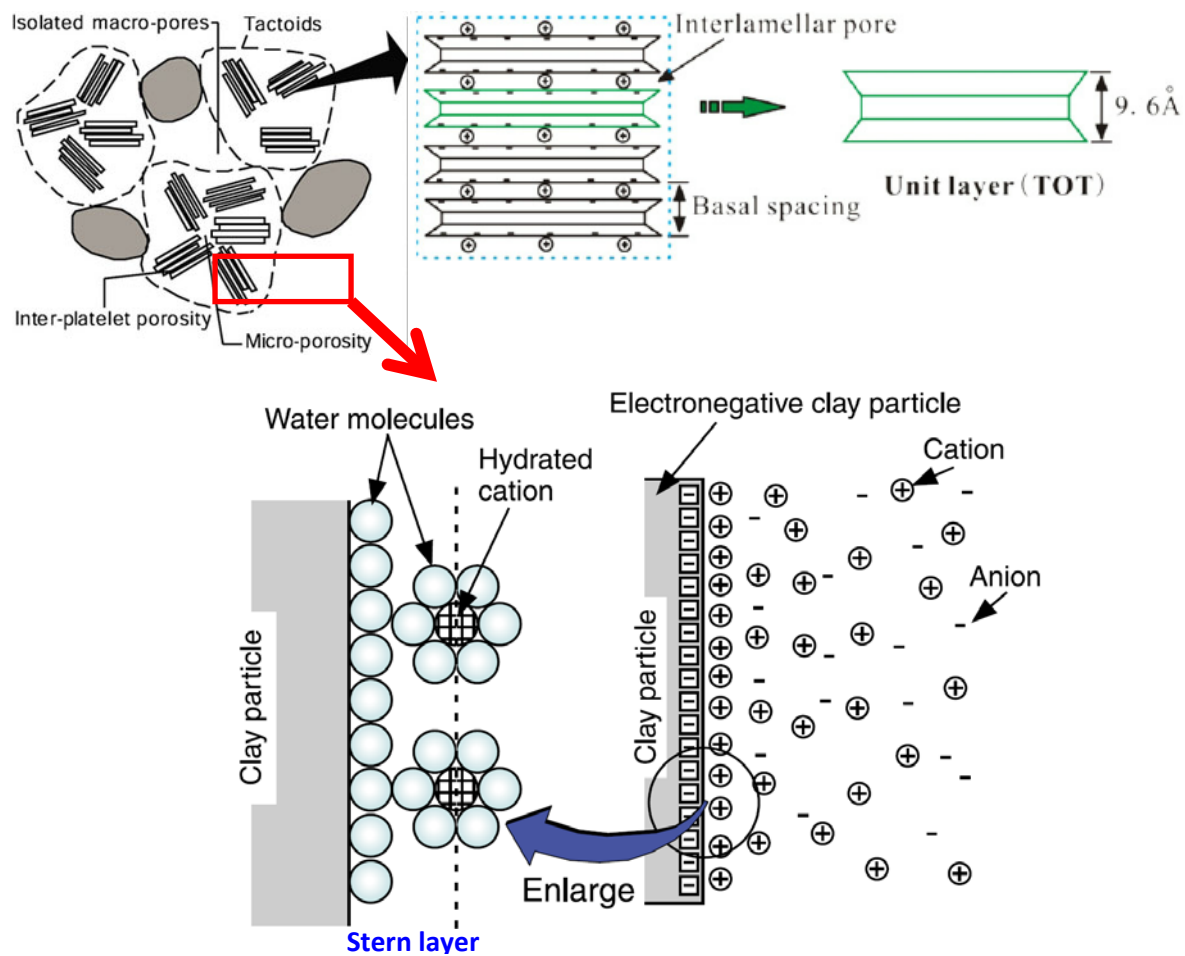 Isolated macro-pores
Tactoids
Interlamellar pore
9. 6Å
Unit layer (TOT)
Basal spacing
Inter-platelet porosity
Micro-porosity
Electronegative clay particle
Water molecules
Hydrated
cation
Cation
Anion
Clay particle
Clay particle
Enlarge
Stern layer